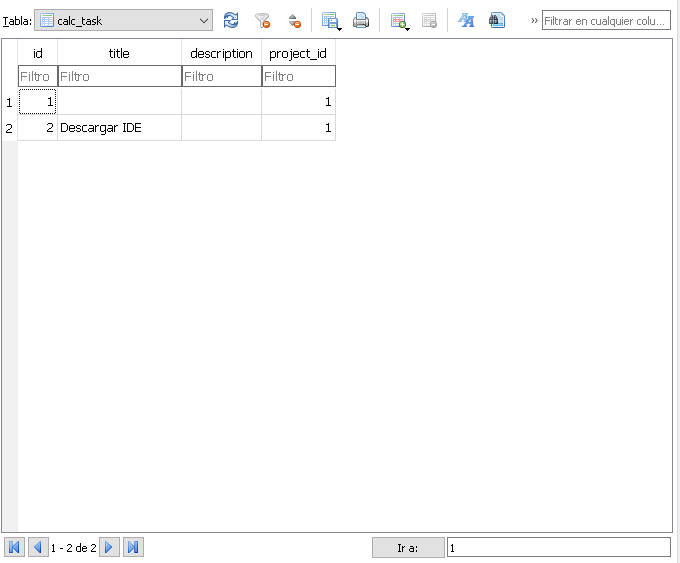 Tabla: calc_task
» Filtrar en cualquier colu...
id title description project_id
Filtro Filtro Filtro Filtro
1 1 1
2 2 Descargar IDE 1
1 - 2 de 2 Ir a: 1